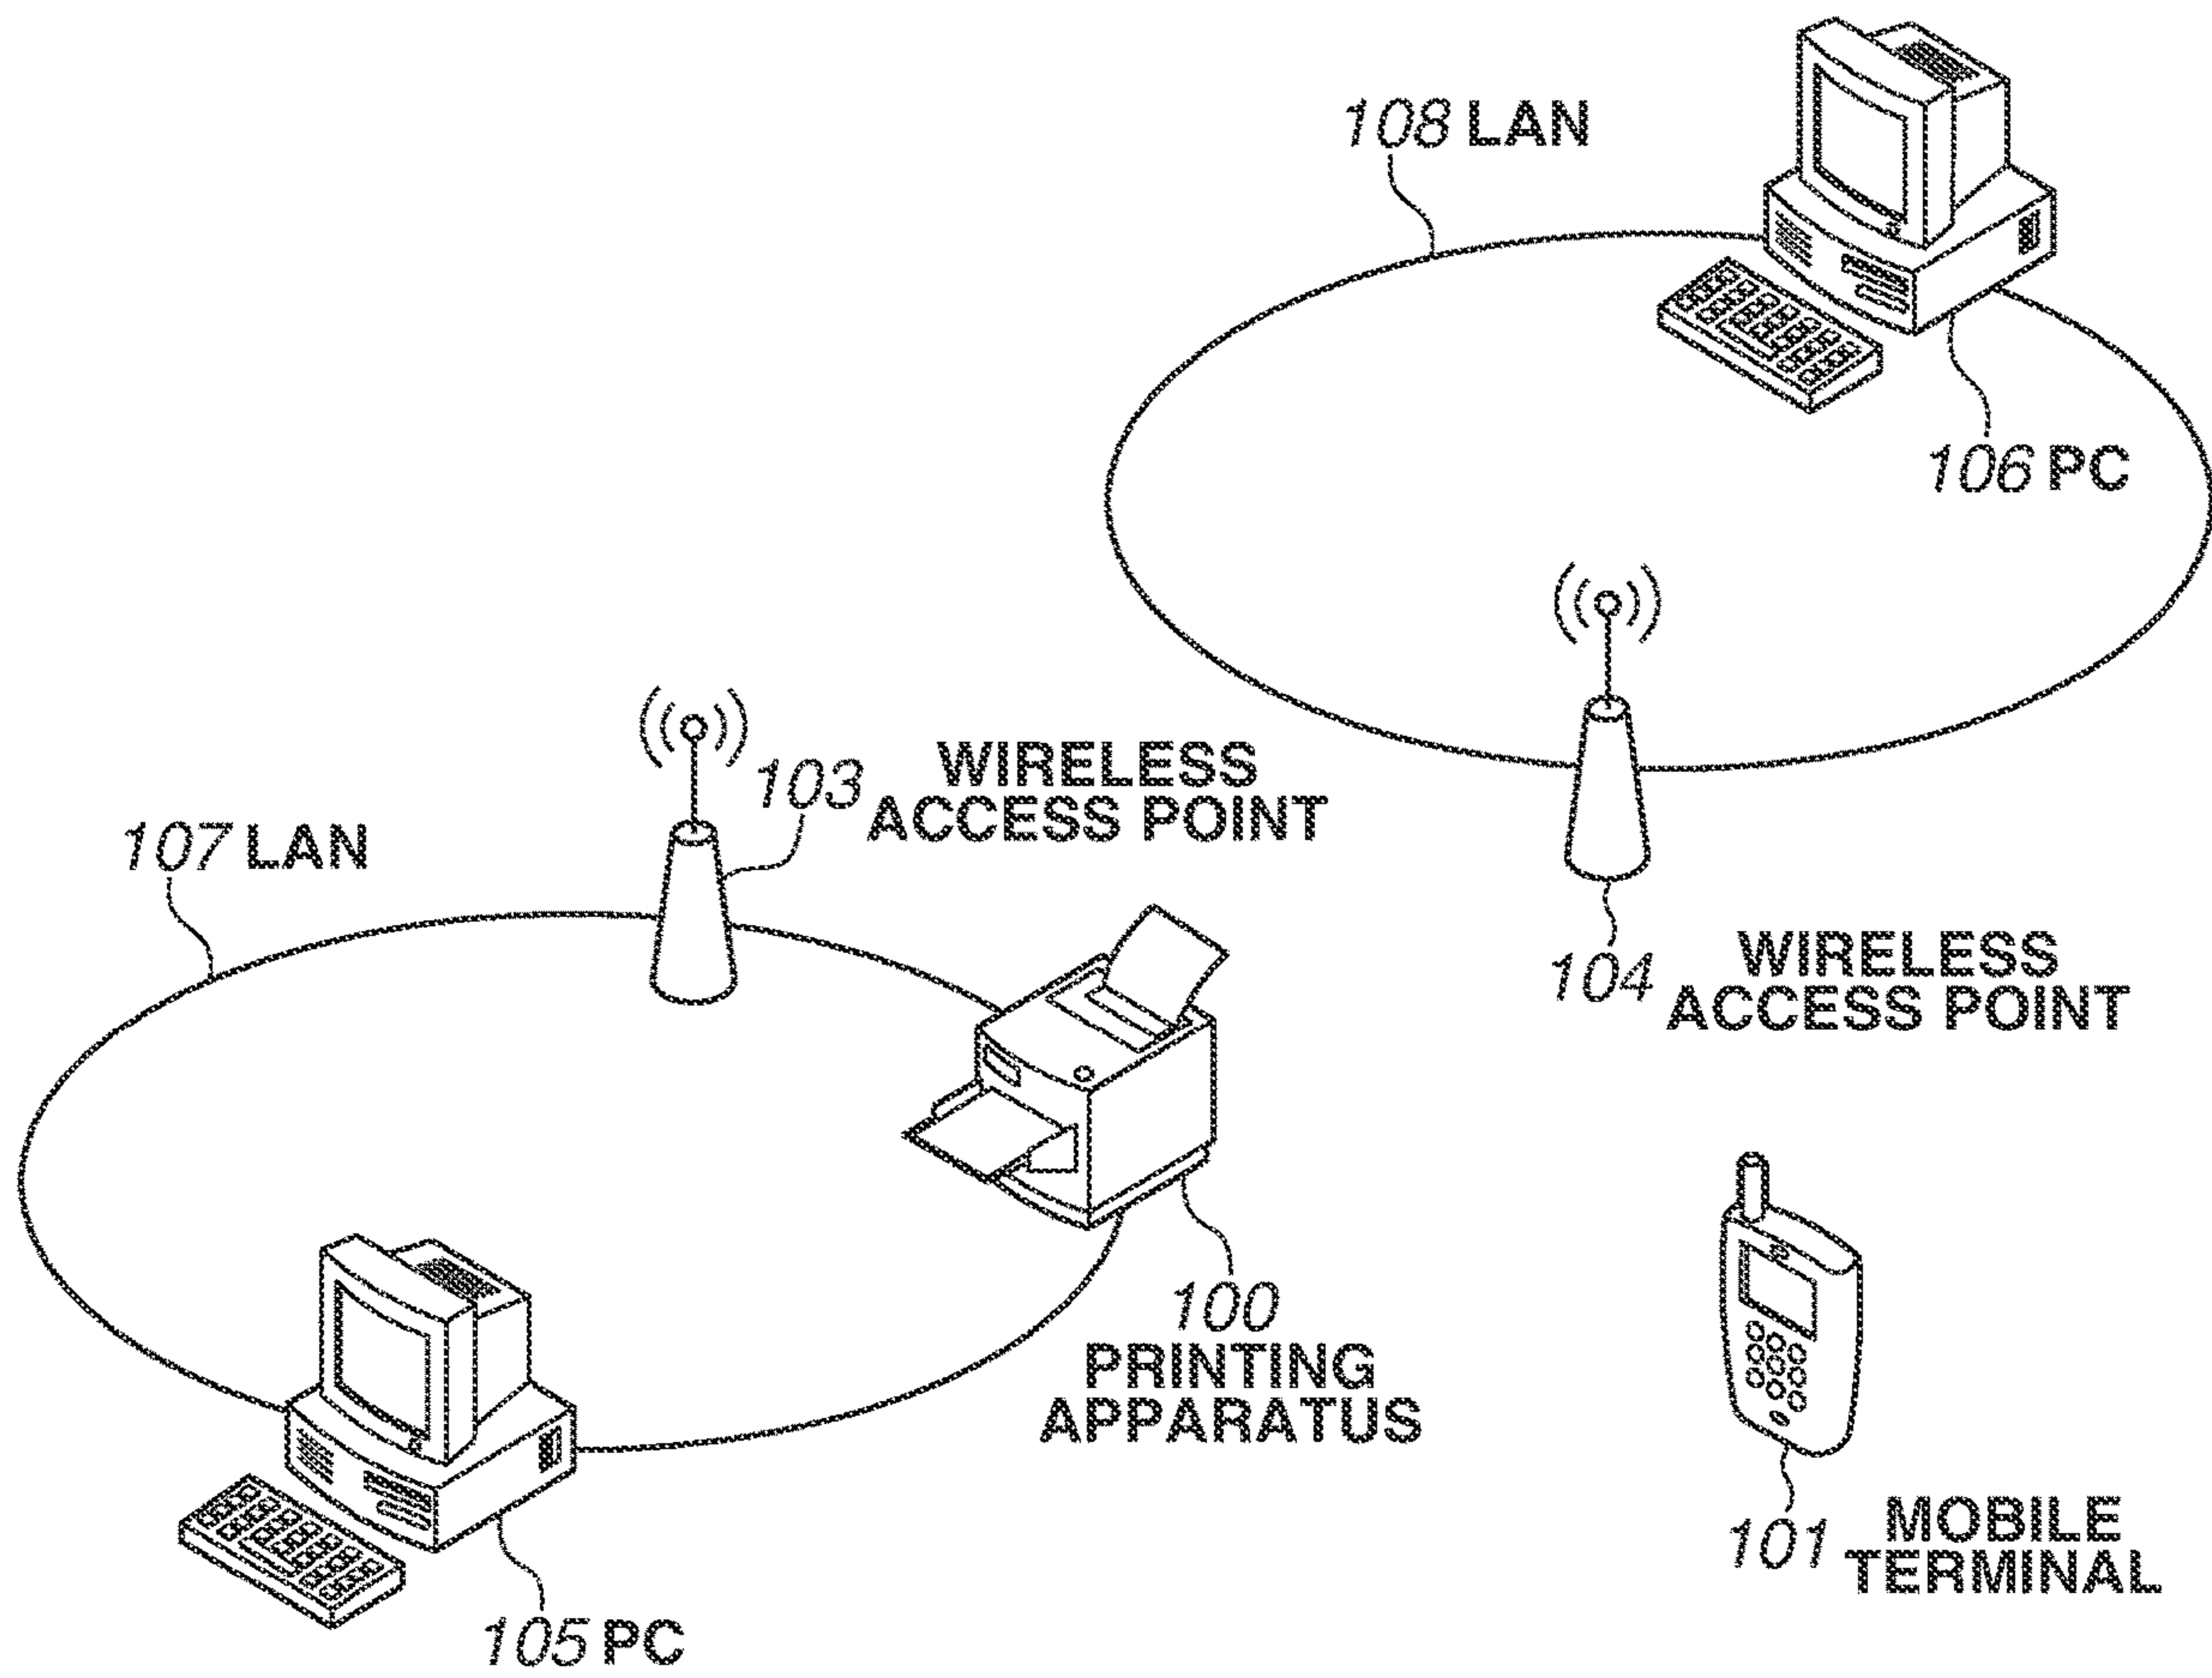 108 LAN
106 PC
103 WIRELESS
ACCESS POINT
107 LAN
104 WIRELESS
ACCESS POINT
100
PRINTING
APPARATUS
101 MOBILE
TERMINAL
105 PC